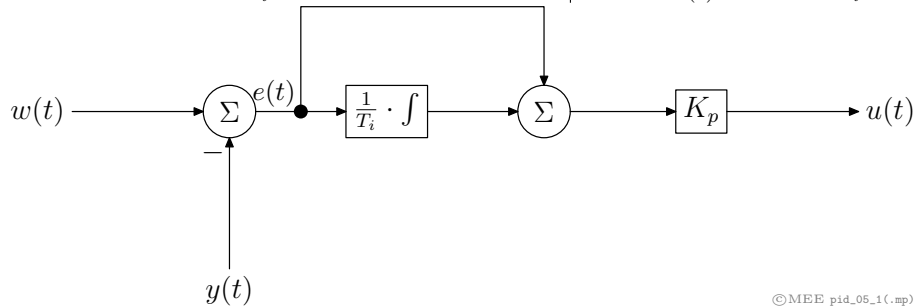 w(t)
Σ
−
e(t)
1/T_i · ∫
Σ
K_p
u(t)
y(t)
©MEE pid_05_1(.mp)